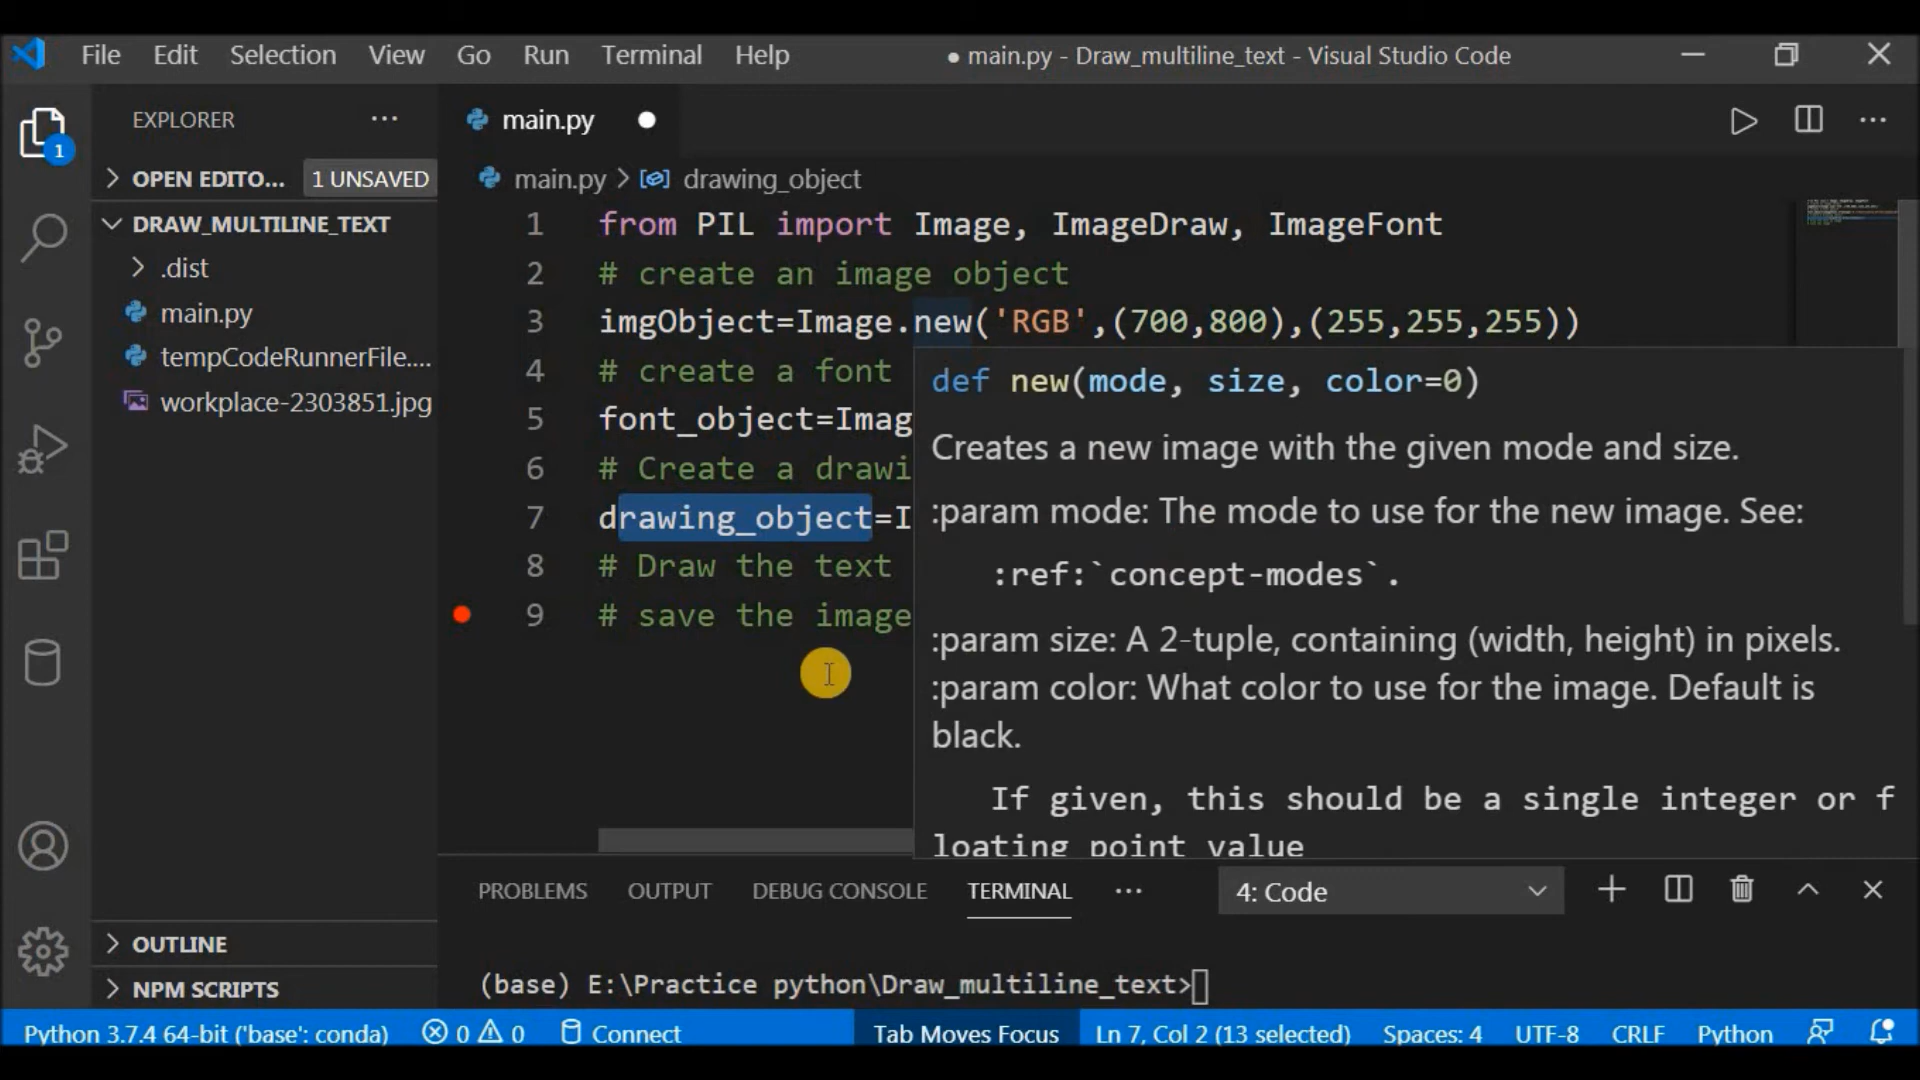 File Edit Selection View Go Run Terminal Help ● main.py - Draw_multiline_text - Visual Studio Code
EXPLORER ...
OPEN EDITO... 1 UNSAVED
DRAW_MULTILINE_TEXT
.dist
main.py
tempCodeRunnerFile....
workplace-2303851.jpg
OUTLINE
NPM SCRIPTS
1
main.py
main.py > drawing_object
1 from PIL import Image, ImageDraw, ImageFont
2 # create an image object
3 imgObject=Image.new('RGB',(700,800),(255,255,255))
4 # create a font
5 font_object=Imag
6 # Create a drawi
7 drawing_object=I
8 # Draw the text
9 # save the image
def new(mode, size, color=0)
Creates a new image with the given mode and size.
:param mode: The mode to use for the new image. See:
:ref:`concept-modes`.
:param size: A 2-tuple, containing (width, height) in pixels.
:param color: What color to use for the image. Default is
black.
If given, this should be a single integer or f
loating point value
PROBLEMS OUTPUT DEBUG CONSOLE TERMINAL ... 4: Code
(base) E:\Practice python\Draw_multiline_text>
Python 3.7.4 64-bit ('base': conda) 0 0 Connect Tab Moves Focus Ln 7, Col 2 (13 selected) Spaces: 4 UTF-8 CRLF Python